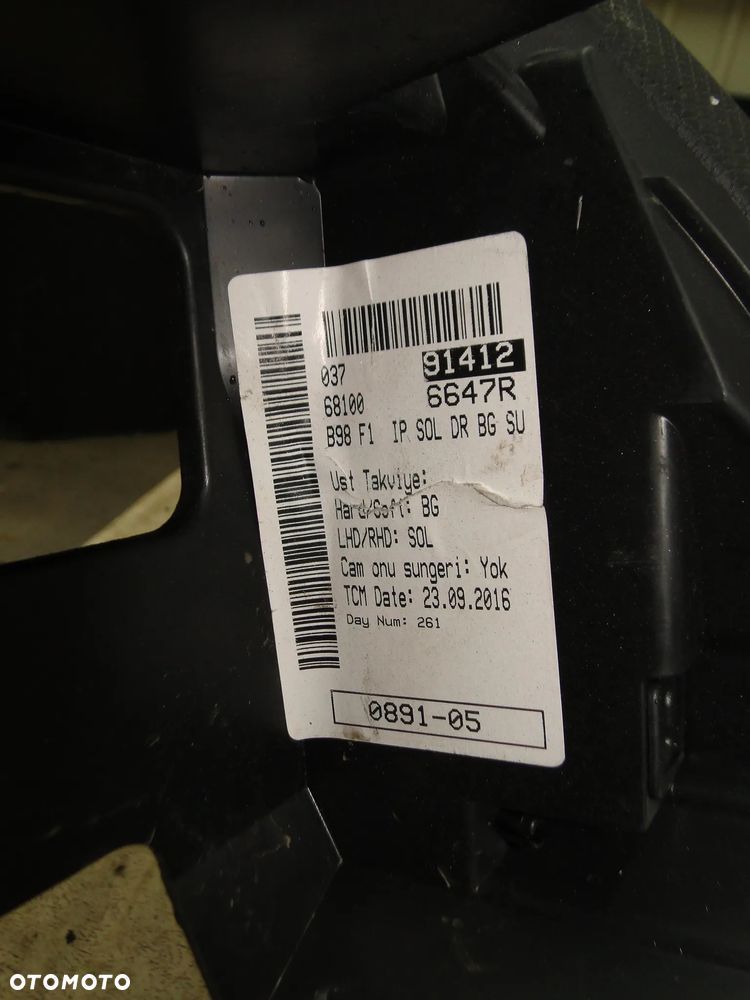 037 91412
68100 6647R
B98 F1 IP SOL DR BG SU
Ust Takviye:
Hard/Soft: BG
LHD/RHD: SOL
Cam onu sungeri: Yok
TCM Date: 23.09.2016
Day Num: 261
0891-05
OTOMOTO